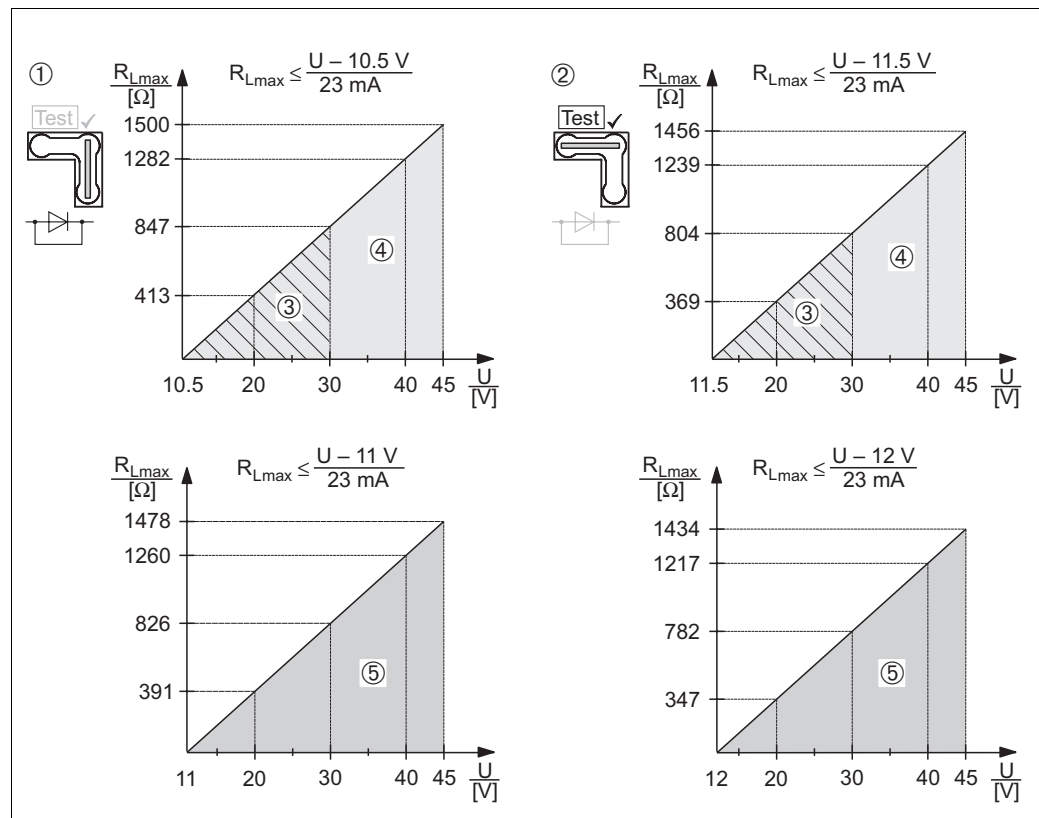 ①
R_Lmax / [Ω]
R_Lmax ≤ (U – 10.5 V) / 23 mA
Test ✓
1500
1282
847
413
③
④
10.5 20 30 40 45 U / [V]
②
R_Lmax / [Ω]
R_Lmax ≤ (U – 11.5 V) / 23 mA
Test ✓
1456
1239
804
369
③
④
11.5 20 30 40 45 U / [V]
R_Lmax / [Ω]
R_Lmax ≤ (U – 11 V) / 23 mA
1478
1260
826
391
⑤
11 20 30 40 45 U / [V]
R_Lmax / [Ω]
R_Lmax ≤ (U – 12 V) / 23 mA
1434
1217
782
347
⑤
12 20 30 40 45 U / [V]